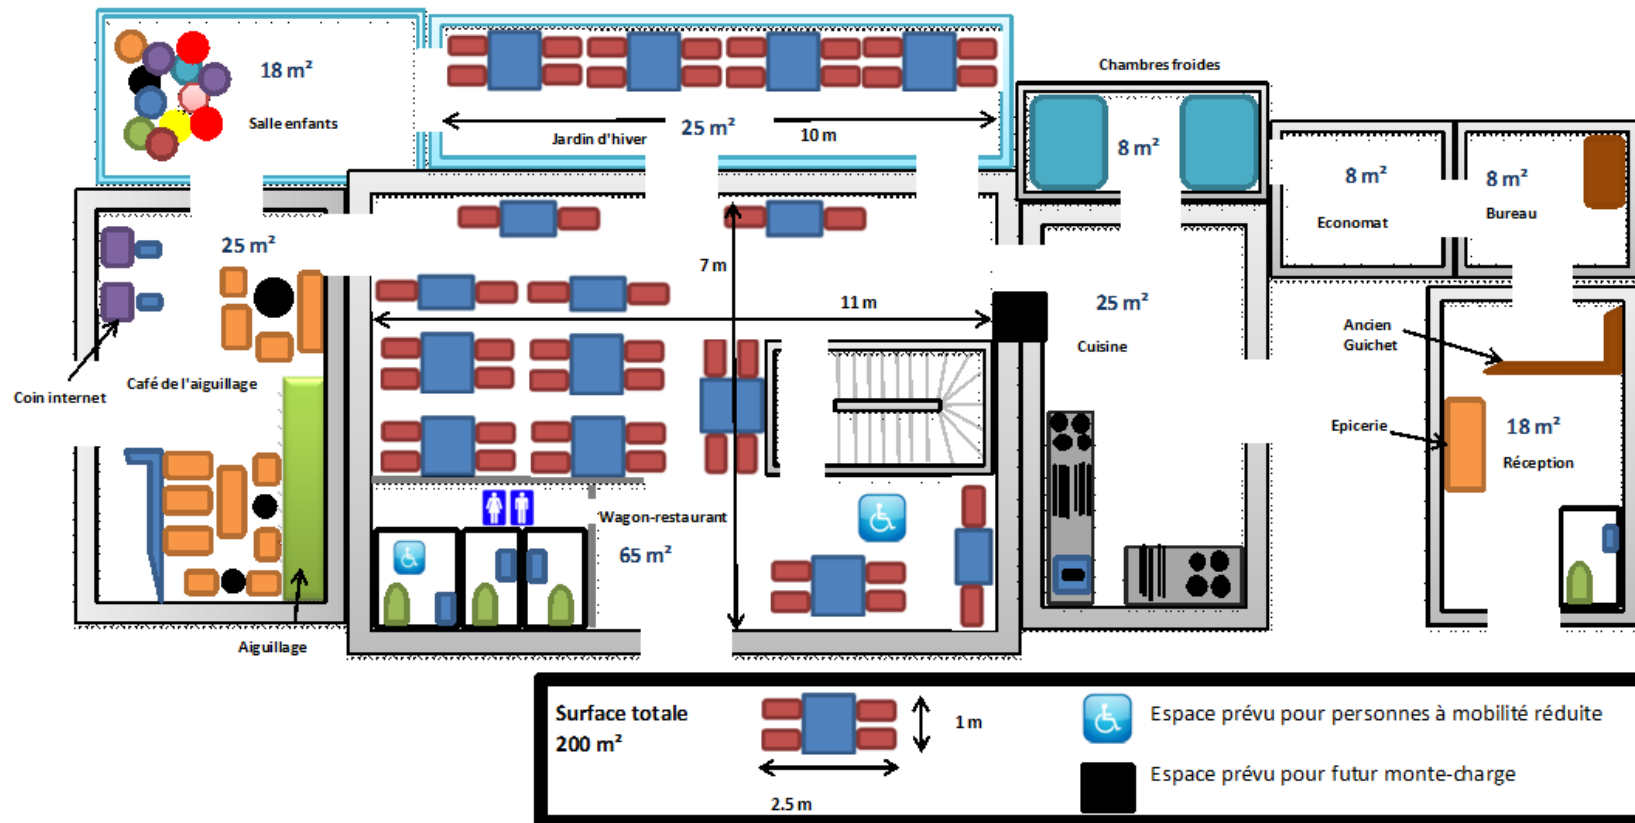 18 m²
Salle enfants
25 m²
10 m
Jardin d'hiver
Chambres froides
8 m²
8 m²
Economat
8 m²
Bureau
25 m²
7 m
11 m
25 m²
Cuisine
Ancien
Guichet
Coin internet
Café de l'aiguillage
Epicerie
18 m²
Réception
Wagon-restaurant
65 m²
Aiguillage
Surface totale
200 m²
1 m
2.5 m
Espace prévu pour personnes à mobilité réduite
Espace prévu pour futur monte-charge